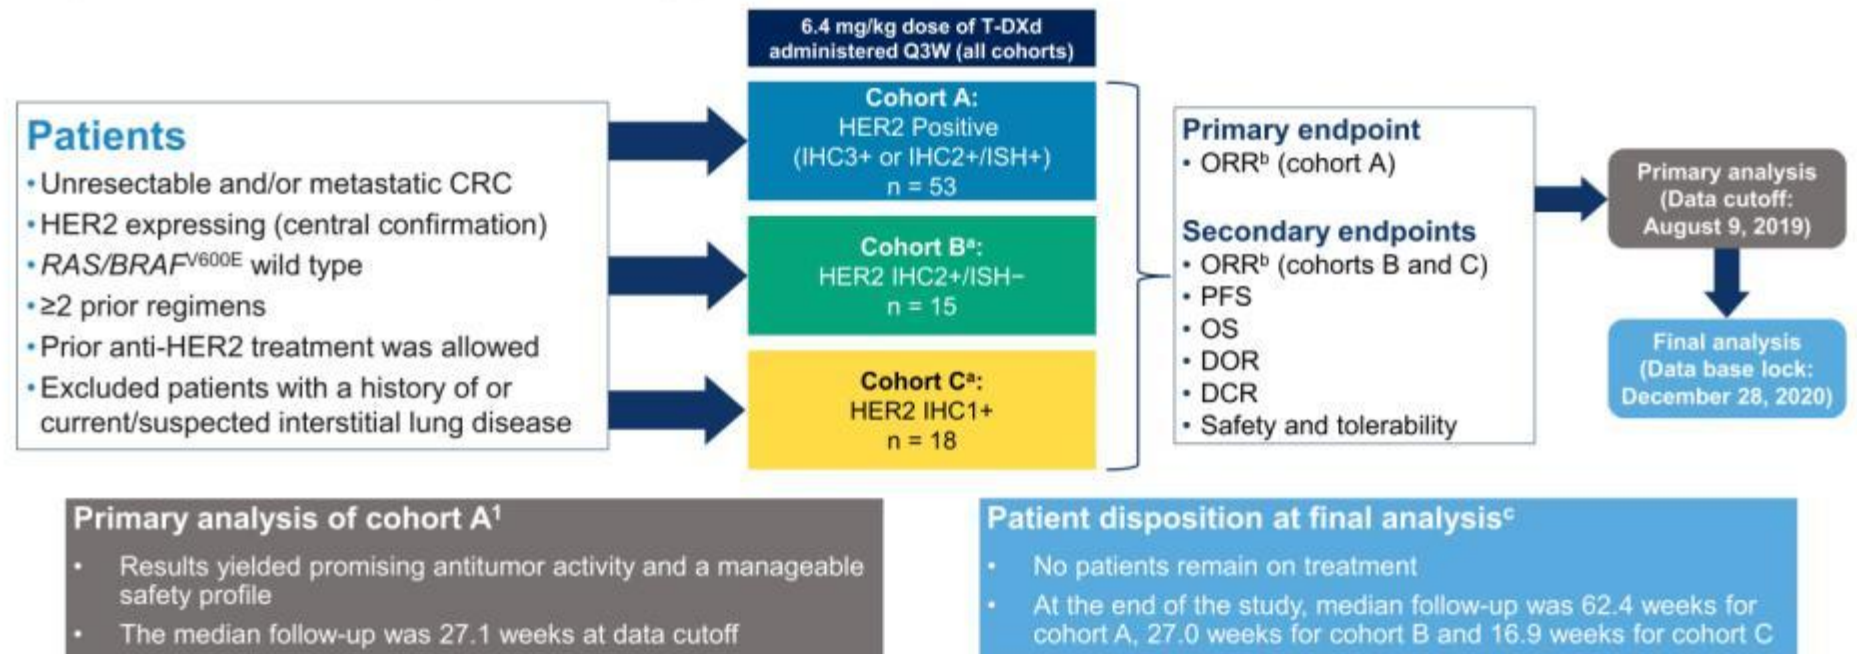 6.4 mg/kg dose of T-DXd
administered Q3W (all cohorts)
Patients
• Unresectable and/or metastatic CRC
• HER2 expressing (central confirmation)
• RAS/BRAFV600E wild type
• ≥2 prior regimens
• Prior anti-HER2 treatment was allowed
• Excluded patients with a history of or
current/suspected interstitial lung disease
Cohort A:
HER2 Positive
(IHC3+ or IHC2+/ISH+)
n = 53
Cohort Bᵃ:
HER2 IHC2+/ISH−
n = 15
Cohort Cᵃ:
HER2 IHC1+
n = 18
Primary endpoint
• ORRᵇ (cohort A)
Secondary endpoints
• ORRᵇ (cohorts B and C)
• PFS
• OS
• DOR
• DCR
• Safety and tolerability
Primary analysis
(Data cutoff:
August 9, 2019)
Final analysis
(Data base lock:
December 28, 2020)
Primary analysis of cohort A¹
• Results yielded promising antitumor activity and a manageable
safety profile
• The median follow-up was 27.1 weeks at data cutoff
Patient disposition at final analysisᶜ
• No patients remain on treatment
• At the end of the study, median follow-up was 62.4 weeks for
cohort A, 27.0 weeks for cohort B and 16.9 weeks for cohort C